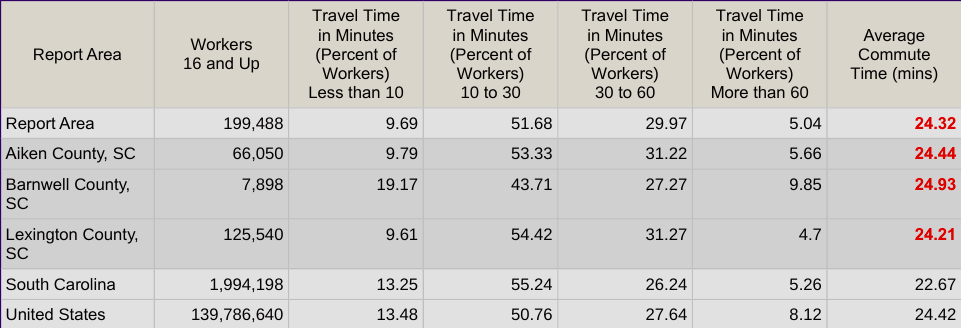 Report Area
Workers
16 and Up
Travel Time
in Minutes
(Percent of
Workers)
Less than 10
Travel Time
in Minutes
(Percent of
Workers)
10 to 30
Travel Time
in Minutes
(Percent of
Workers)
30 to 60
Travel Time
in Minutes
(Percent of
Workers)
More than 60
Average
Commute
Time (mins)
Report Area 199,488 9.69 51.68 29.97 5.04 24.32
Aiken County, SC 66,050 9.79 53.33 31.22 5.66 24.44
Barnwell County, 7,898 19.17 43.71 27.27 9.85 24.93
SC
Lexington County, 125,540 9.61 54.42 31.27 4.7 24.21
SC
South Carolina 1,994,198 13.25 55.24 26.24 5.26 22.67
United States 139,786,640 13.48 50.76 27.64 8.12 24.42